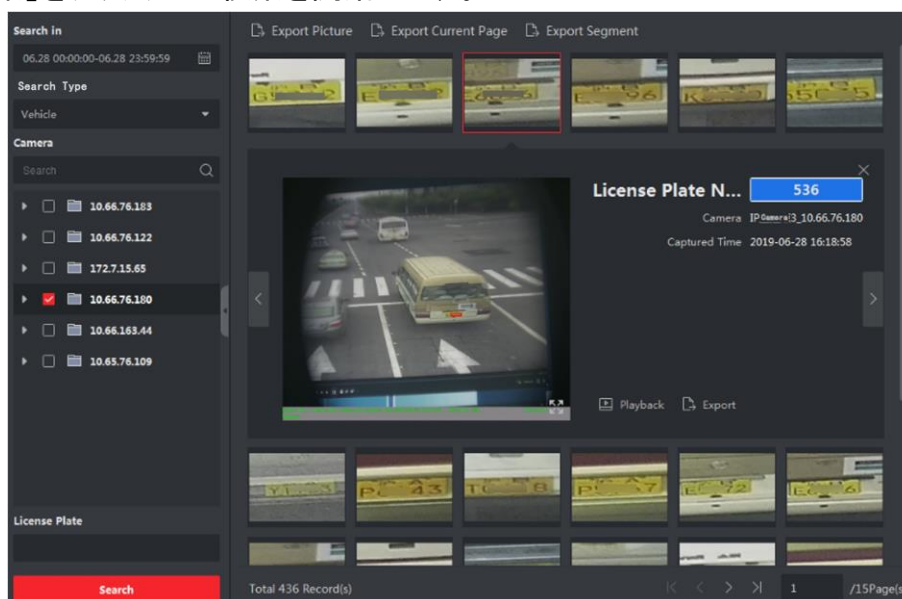 Search in
06.28 00:00:00-06.28 23:59:59
Search Type
Vehicle
Camera
Search
10.66.76.183
10.66.76.122
172.7.15.65
10.66.76.180
10.66.163.44
10.65.76.109
License Plate
Search
Export Picture
Export Current Page
Export Segment
License Plate N... 536
Camera IPCamera!3_10.66.76.180
Captured Time 2019-06-28 16:18:58
Playback
Export
Total 436 Record(s)
1 /15Page(s